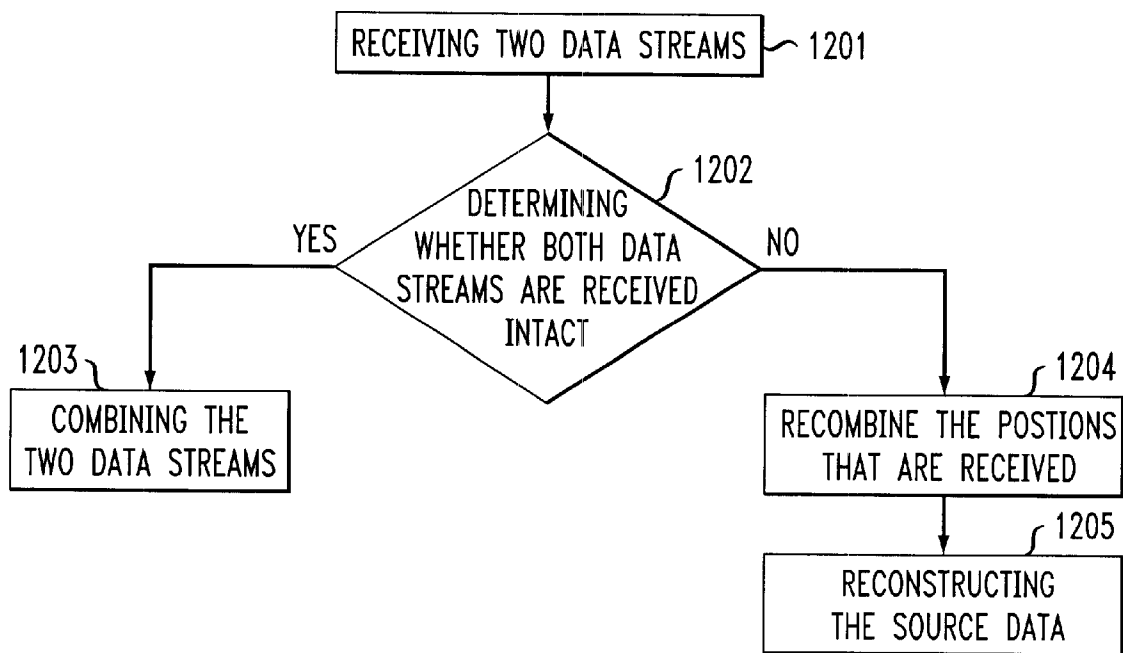 RECEIVING TWO DATA STREAMS
1201
1202
DETERMINING
WHETHER BOTH DATA
STREAMS ARE RECEIVED
INTACT
YES
NO
1203
COMBINING THE
TWO DATA STREAMS
1204
RECOMBINE THE POSTIONS
THAT ARE RECEIVED
1205
RECONSTRUCTING
THE SOURCE DATA